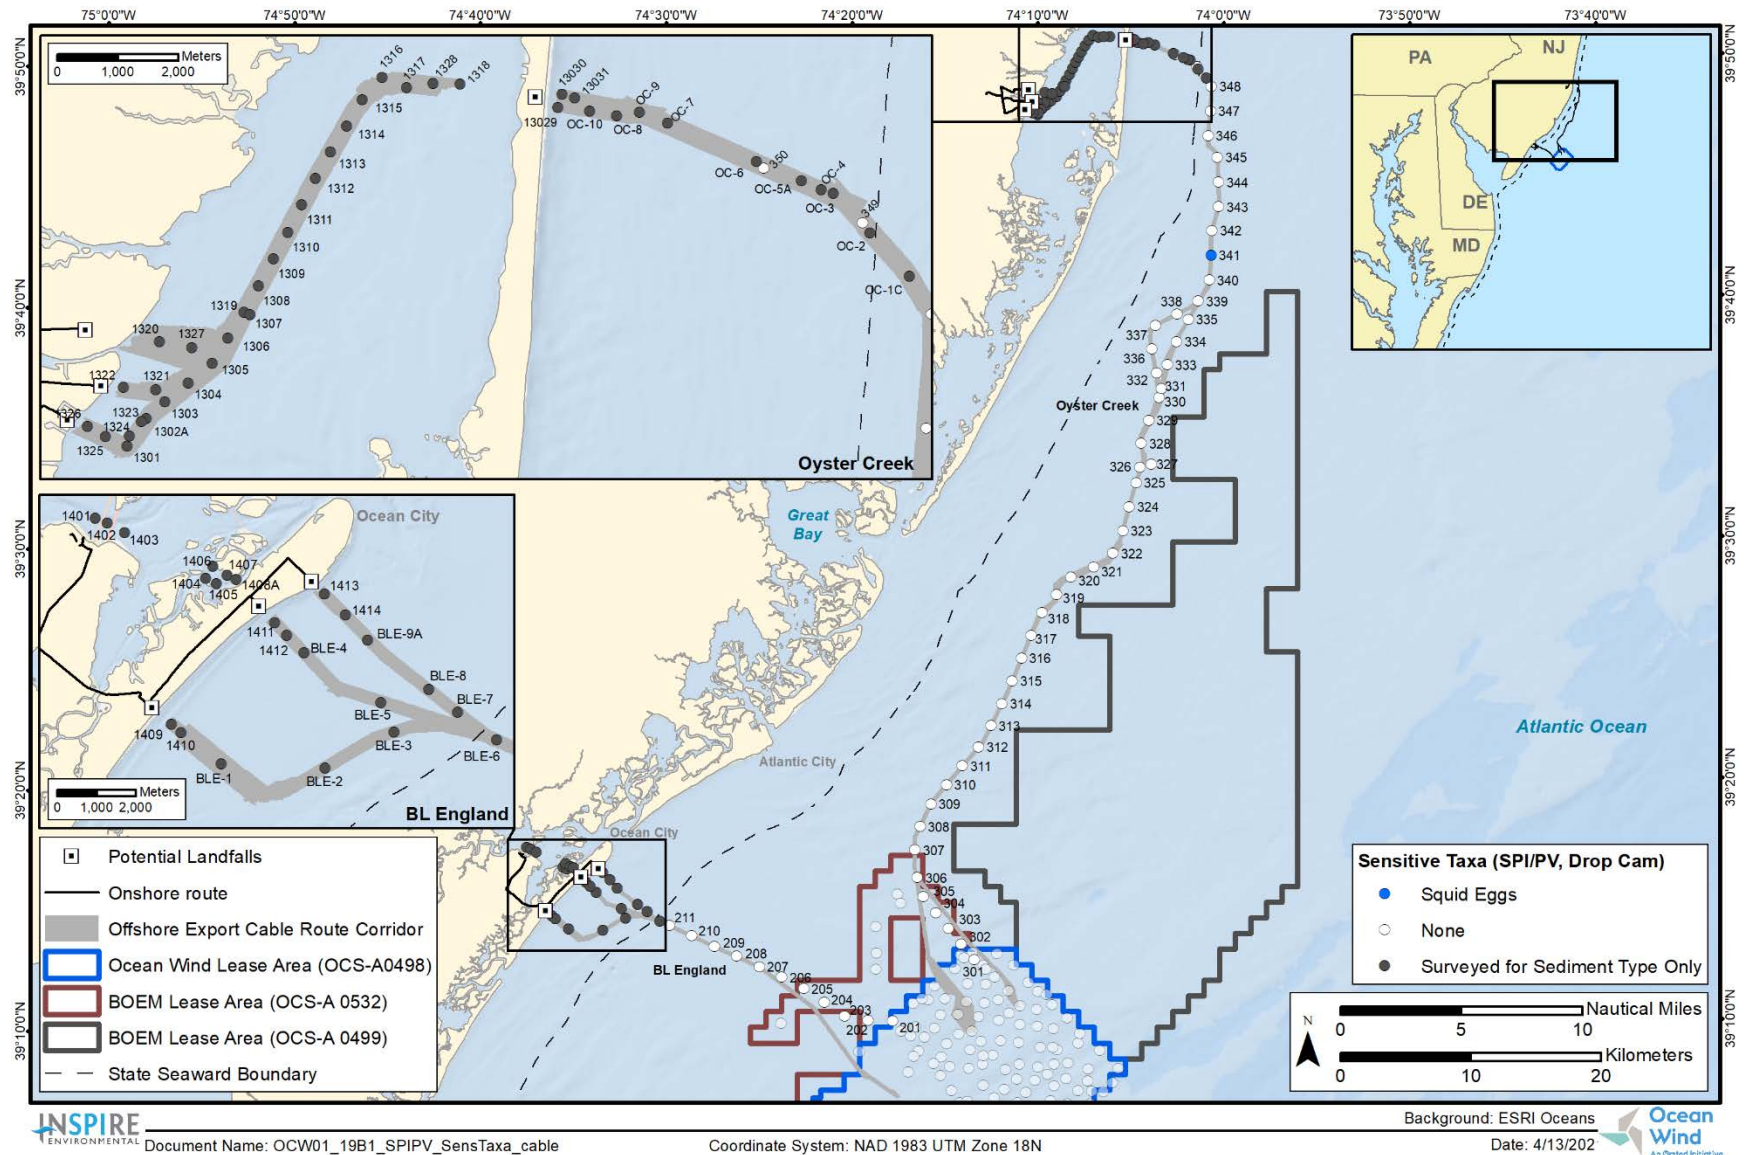 75°0'0"W
74°50'0"W
74°40'0"W
74°30'0"W
74°20'0"W
74°10'0"W
74°0'0"W
73°50'0"W
73°40'0"W
39°50'0"N
39°40'0"N
39°30'0"N
39°20'0"N
39°10'0"N
39°50'0"N
39°40'0"N
39°30'0"N
39°20'0"N
39°10'0"N
Meters
0 1,000 2,000
1316
1317
1328
1318
1315
1314
1313
1312
1311
1310
1309
1308
1319
1307
1320
1327
1306
1305
1322
1321
1304
1303
1326
1323
1324
1302A
1325
1301
13030
13031
13029
OC-10
OC-9
OC-8
OC-7
OC-6
350
OC-5A
OC-4
OC-3
349
OC-2
OC-1C
Oyster Creek
Ocean City
1401
1402
1403
1406
1407
1404
1408A
1405
1413
1414
1411
1412
BLE-4
BLE-9A
BLE-8
BLE-7
BLE-5
BLE-3
BLE-6
1409
1410
BLE-1
BLE-2
Meters
0 1,000 2,000
BL England
348
347
346
345
344
343
342
341
340
339
338
335
337
334
336
333
332
331
330
Oyster Creek
329
328
327
326
325
324
323
322
321
320
319
318
317
316
315
314
313
312
311
310
309
308
307
306
305
304
303
302
301
211
210
209
208
207
206
205
204
203
202
201
BL England
Great
Bay
Atlantic City
Ocean City
Atlantic Ocean
PA
NJ
DE
MD
Potential Landfalls
Onshore route
Offshore Export Cable Route Corridor
Ocean Wind Lease Area (OCS-A0498)
BOEM Lease Area (OCS-A 0532)
BOEM Lease Area (OCS-A 0499)
State Seaward Boundary
Sensitive Taxa (SPI/PV, Drop Cam)
Squid Eggs
None
Surveyed for Sediment Type Only
N
Nautical Miles
0 5 10
Kilometers
0 10 20
INSPIRE
ENVIRONMENTAL
Document Name: OCW01_19B1_SPIPV_SensTaxa_cable
Coordinate System: NAD 1983 UTM Zone 18N
Background: ESRI Oceans
Date: 4/13/202
Ocean
Wind